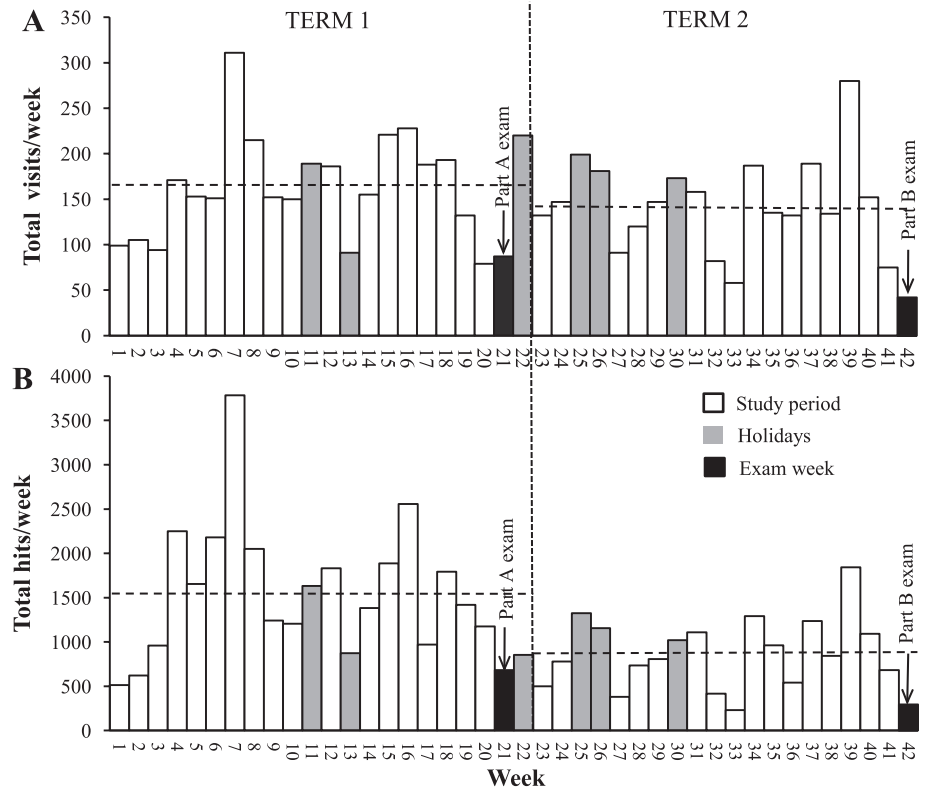 A
TERM 1
TERM 2
350
300
250
200
150
100
50
0
Total visits/week
Part A exam
Part B exam
1 2 3 4 5 6 7 8 9 10 11 12 13 14 15 16 17 18 19 20 21 22 23 24 25 26 27 28 29 30 31 32 33 34 35 36 37 38 39 40 41 42
B
4000
3500
3000
2500
2000
1500
1000
500
0
Total hits/week
Study period
Holidays
Exam week
Part A exam
Part B exam
1 2 3 4 5 6 7 8 9 10 11 12 13 14 15 16 17 18 19 20 21 22 23 24 25 26 27 28 29 30 31 32 33 34 35 36 37 38 39 40 41 42
Week